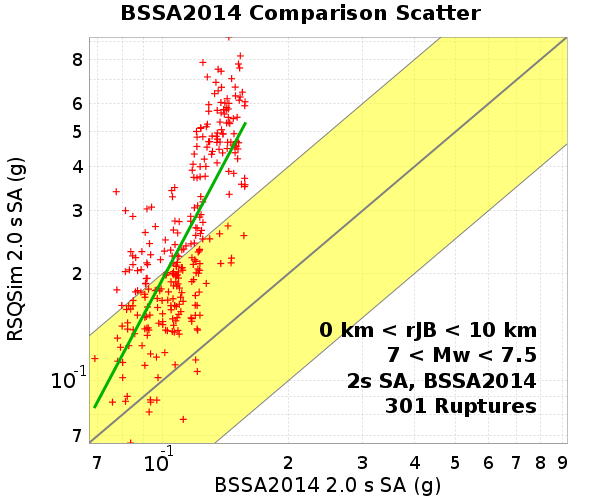 BSSA2014 Comparison Scatter
RSQSim 2.0 s SA (g)
8
6
5
4
3
2
10-1
7
0 km < rJB < 10 km
7 < Mw < 7.5
2s SA, BSSA2014
301 Ruptures
7 10-1 2 3 4 5 6 7 8 9
BSSA2014 2.0 s SA (g)